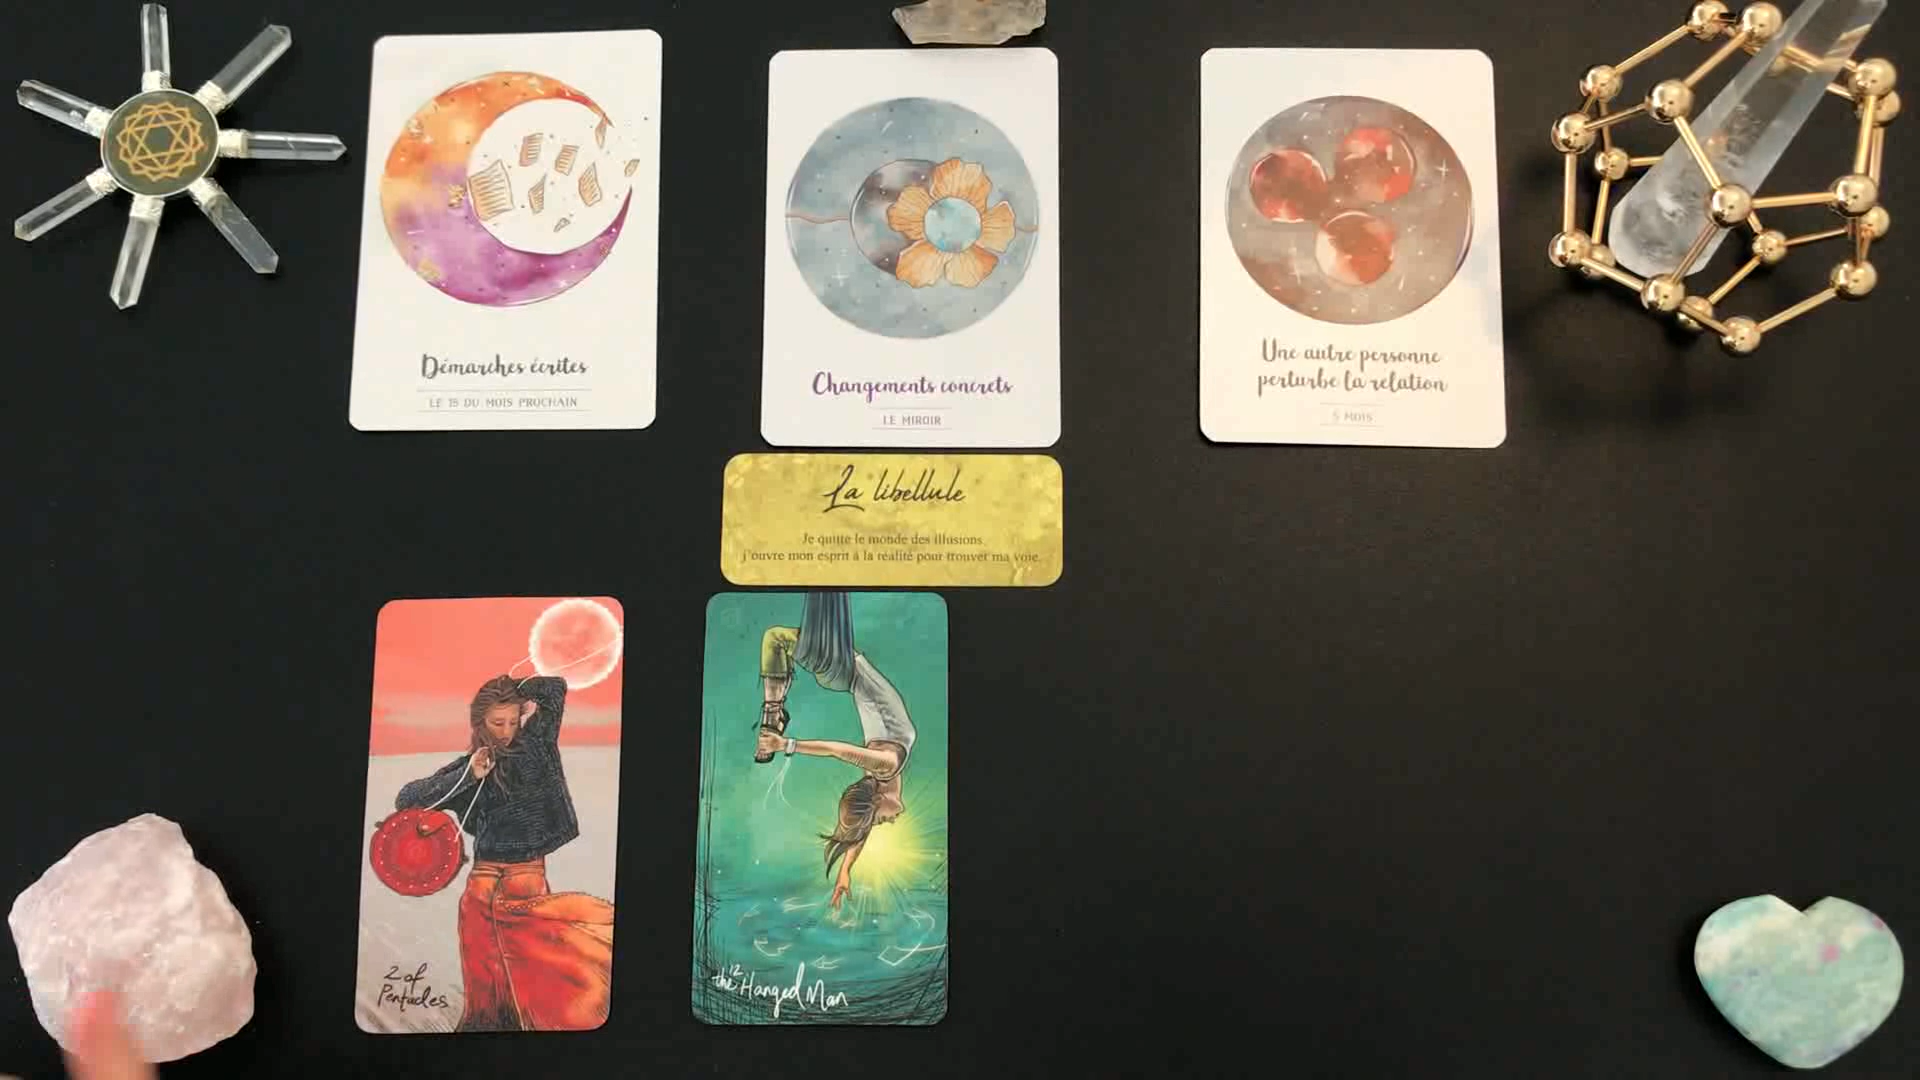 Démarches écrites
LE 15 DU MOIS PROCHAIN
Changements concrets
LE MIROIR
Une autre personne
perturbe la relation
5 MOIS
La libellule
Je quitte le monde des illusions,
j'ouvre mon esprit à la réalité pour trouver ma voie.
2 of
Pentacles
12
the Hanged Man